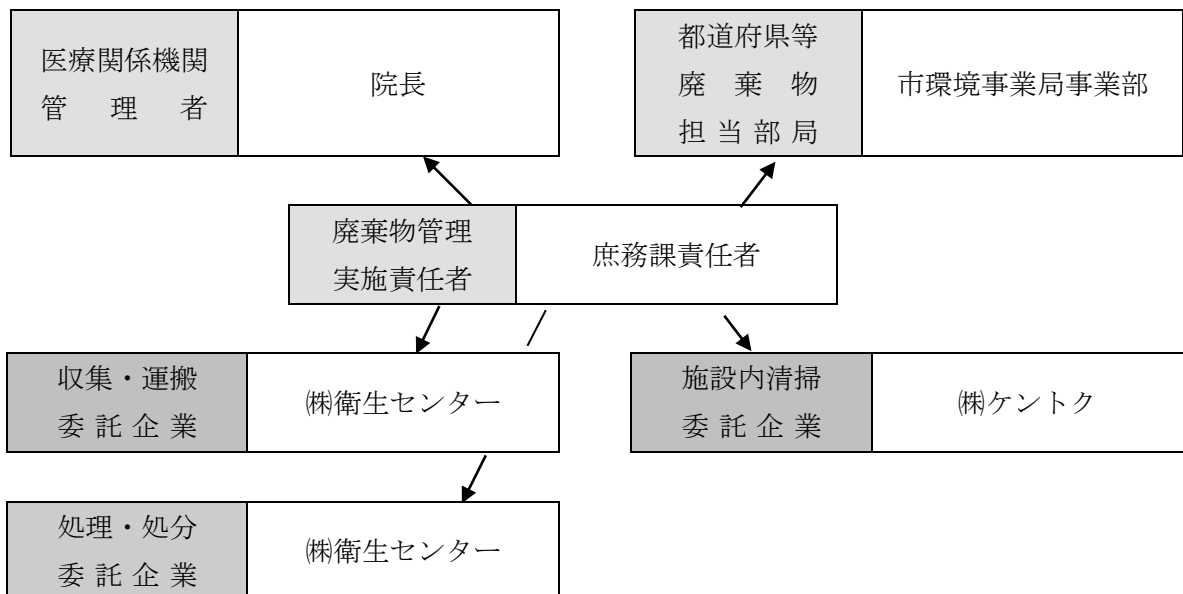 医療関係機関
管理者
院長
都道府県等
廃棄物
担当部局
市環境事業局事業部
廃棄物管理
実施責任者
庶務課責任者
収集・運搬
委託企業
㈱衛生センター
施設内清掃
委託企業
㈱ケントク
処理・処分
委託企業
㈱衛生センター